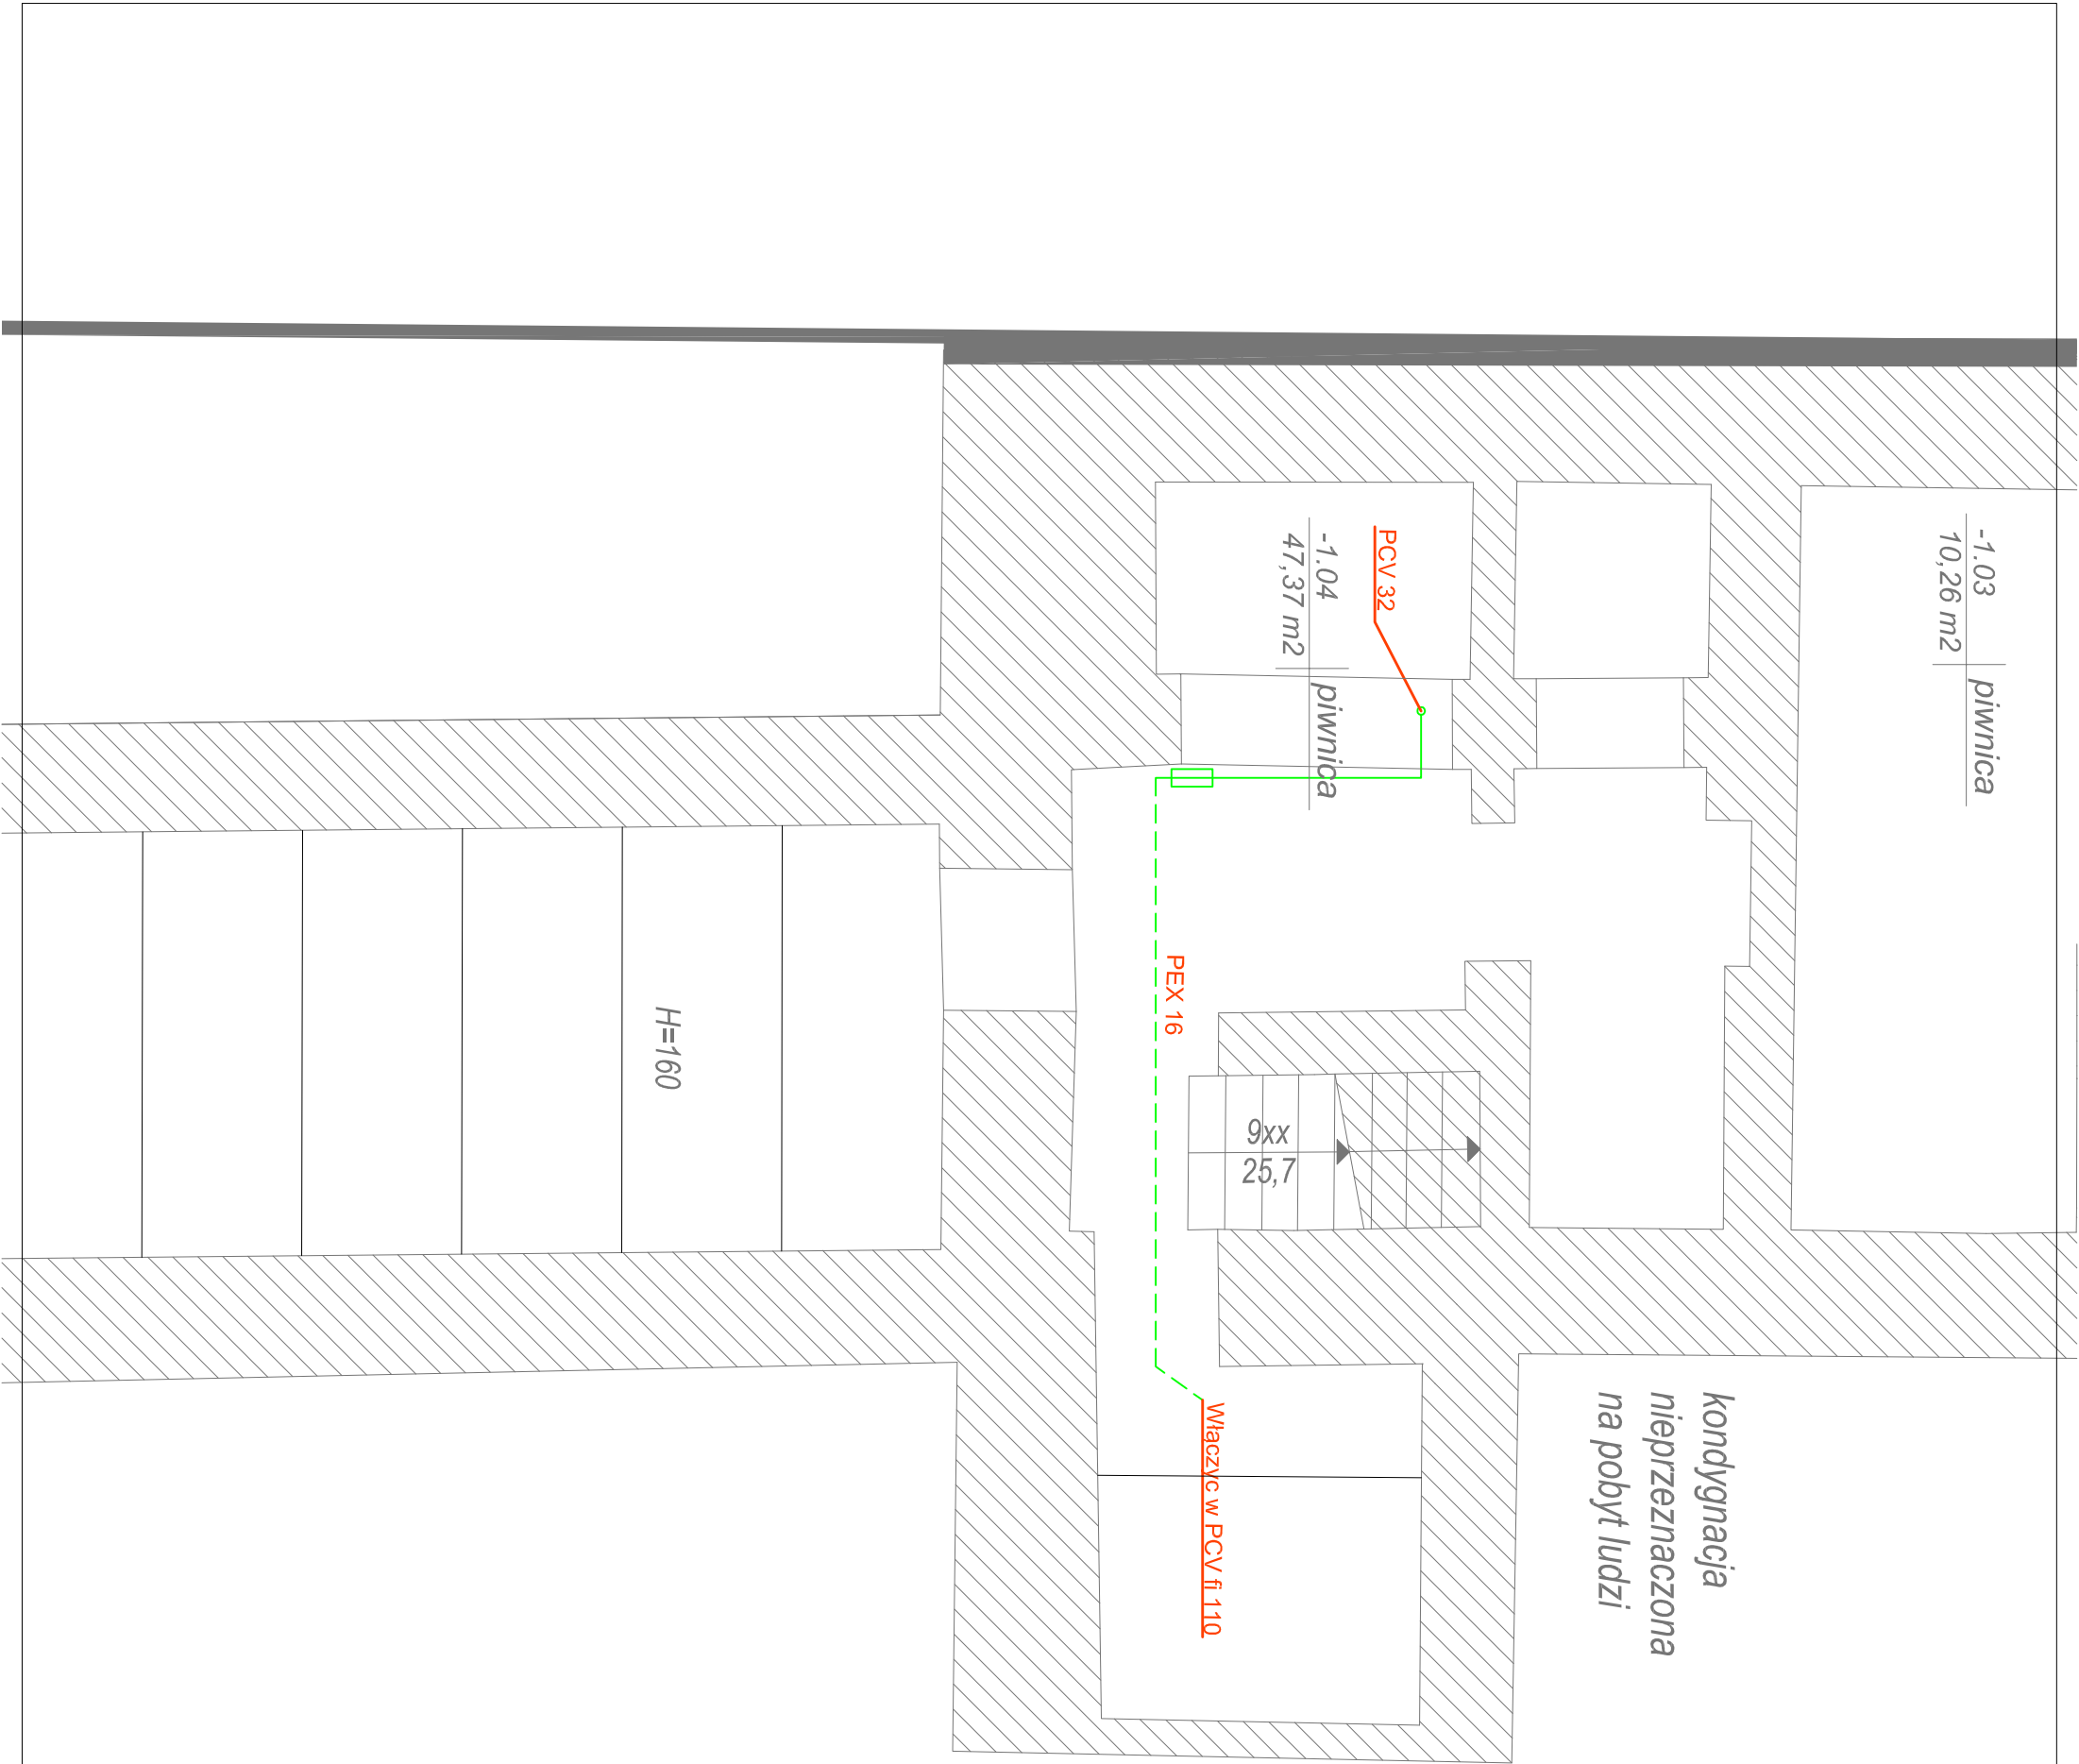 -1.03
10,26 m2
piwnica
PCV 32
-1.04
47,37 m2
piwnica
PEX 16
H=160
9xx
25,7
kondygnacja
nieprzeznaczona
na pobyt ludzi
Włączyc w PCV fi 110